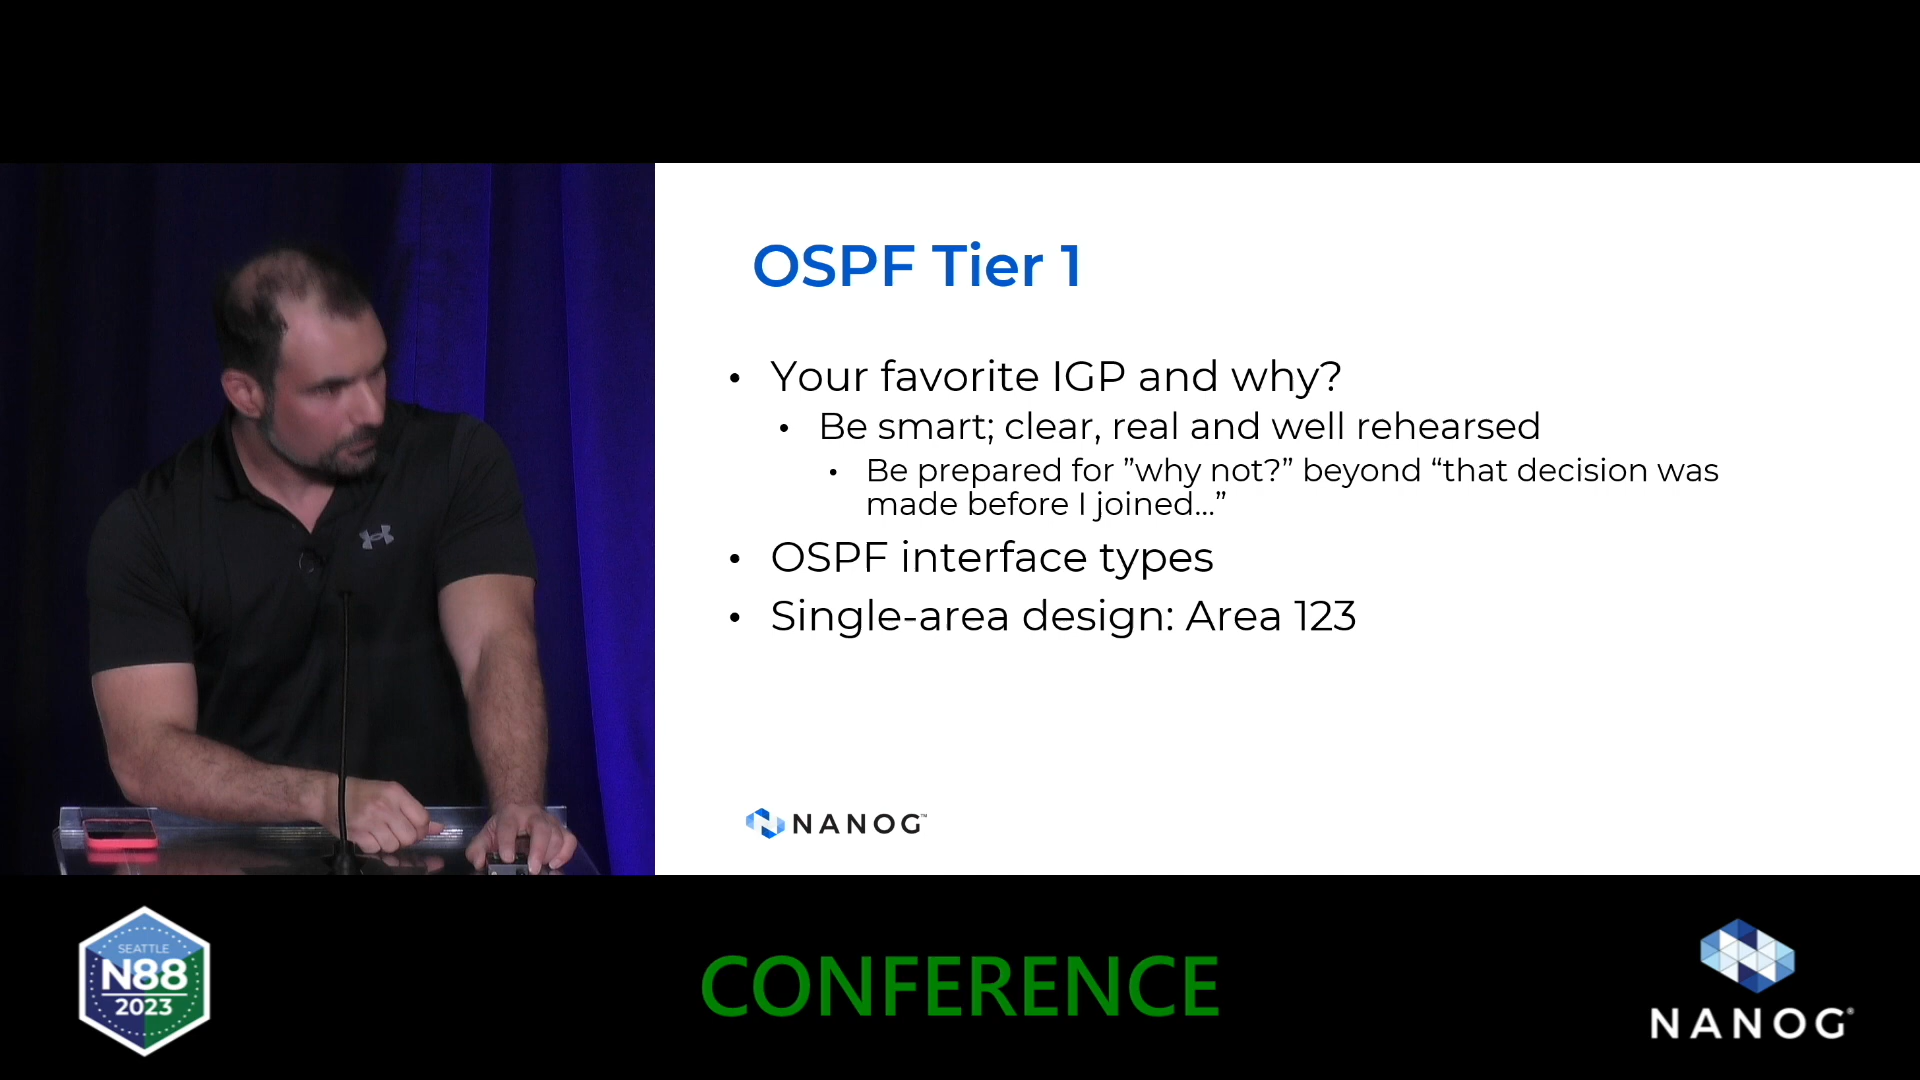 OSPF Tier 1
• Your favorite IGP and why?
• Be smart; clear, real and well rehearsed
• Be prepared for ”why not?” beyond “that decision was
made before I joined...”
• OSPF interface types
• Single-area design: Area 123
NANOG™
SEATTLE
N88
2023
CONFERENCE
NANOG®